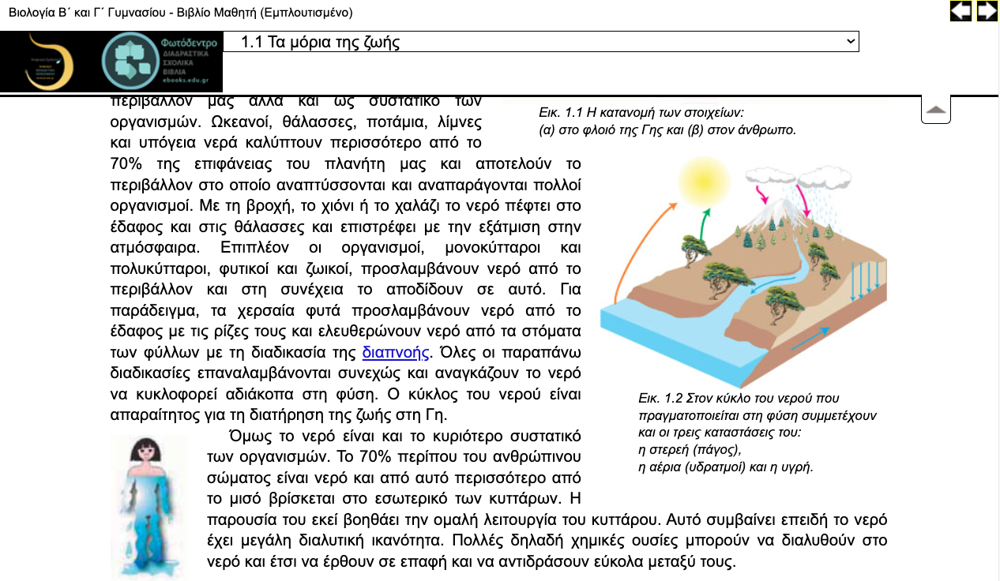 Βιολογία Β΄ και Γ΄ Γυμνασίου - Βιβλίο Μαθητή (Εμπλουτισμένο)
Φωτόδεντρο
ΔΙΑΔΡΑΣΤΙΚΑ
ΣΧΟΛΙΚΑ
ΒΙΒΛΙΑ
ebooks.edu.gr
1.1 Τα μόρια της ζωής
περιβάλλον μας αλλά και ως συστατικό των
οργανισμών. Ωκεανοί, θάλασσες, ποτάμια, λίμνες
και υπόγεια νερά καλύπτουν περισσότερο από το
70% της επιφάνειας του πλανήτη μας και αποτελούν το
περιβάλλον στο οποίο αναπτύσσονται και αναπαράγονται πολλοί
οργανισμοί. Με τη βροχή, το χιόνι ή το χαλάζι το νερό πέφτει στο
έδαφος και στις θάλασσες και επιστρέφει με την εξάτμιση στην
ατμόσφαιρα. Επιπλέον οι οργανισμοί, μονοκύτταροι και
πολυκύτταροι, φυτικοί και ζωικοί, προσλαμβάνουν νερό από το
περιβάλλον και στη συνέχεια το αποδίδουν σε αυτό. Για
παράδειγμα, τα χερσαία φυτά προσλαμβάνουν νερό από το
έδαφος με τις ρίζες τους και ελευθερώνουν νερό από τα στόματα
των φύλλων με τη διαδικασία της διαπνοής. Όλες οι παραπάνω
διαδικασίες επαναλαμβάνονται συνεχώς και αναγκάζουν το νερό
να κυκλοφορεί αδιάκοπα στη φύση. Ο κύκλος του νερού είναι
απαραίτητος για τη διατήρηση της ζωής στη Γη.
Εικ. 1.1 Η κατανομή των στοιχείων:
(α) στο φλοιό της Γης και (β) στον άνθρωπο.
Εικ. 1.2 Στον κύκλο του νερού που
πραγματοποιείται στη φύση συμμετέχουν
και οι τρεις καταστάσεις του:
η στερεή (πάγος),
η αέρια (υδρατμοί) και η υγρή.
Όμως το νερό είναι και το κυριότερο συστατικό
των οργανισμών. Το 70% περίπου του ανθρώπινου
σώματος είναι νερό και από αυτό περισσότερο από
το μισό βρίσκεται στο εσωτερικό των κυττάρων. Η
παρουσία του εκεί βοηθάει την ομαλή λειτουργία του κυττάρου. Αυτό συμβαίνει επειδή το νερό
έχει μεγάλη διαλυτική ικανότητα. Πολλές δηλαδή χημικές ουσίες μπορούν να διαλυθούν στο
νερό και έτσι να έρθουν σε επαφή και να αντιδράσουν εύκολα μεταξύ τους.